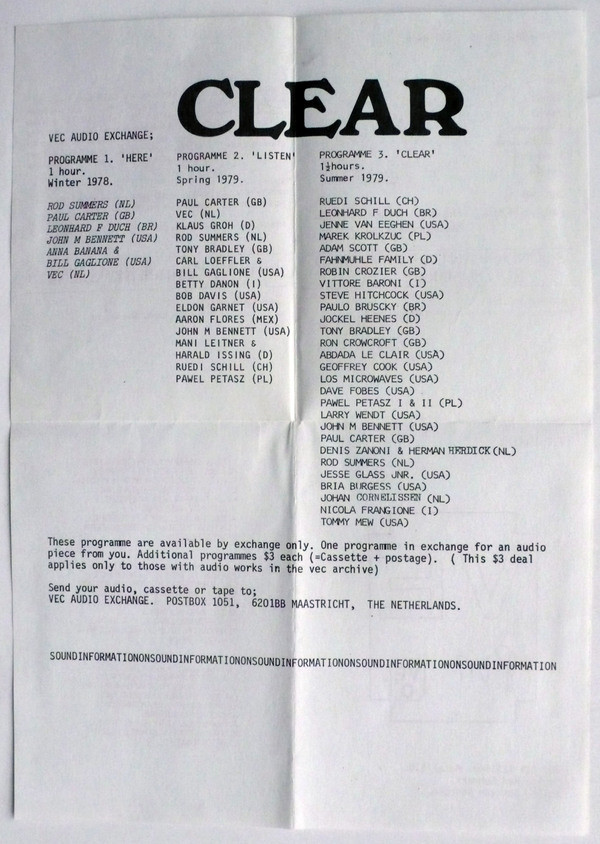 CLEAR
VEC AUDIO EXCHANGE;
PROGRAMME 1. 'HERE'
1 hour.
Winter 1978.
ROD SUMMERS (NL)
PAUL CARTER (GB)
LEONHARD F DUCH (BR)
JOHN M BENNETT (USA)
ANNA BANANA &
BILL GAGLIONE (USA)
VEC (NL)
PROGRAMME 2. 'LISTEN'
1 hour.
Spring 1979.
PAUL CARTER (GB)
VEC (NL)
KLAUS GROH (D)
ROD SUMMERS (NL)
TONY BRADLEY (GB)
CARL LOEFFLER &
BILL GAGLIONE (USA)
BETTY DANON (I)
BOB DAVIS (USA)
ELDON GARNET (USA)
AARON FLORES (MEX)
JOHN M BENNETT (USA)
MANI LEITNER &
HARALD ISSING (D)
RUEDI SCHILL (CH)
PAWEL PETASZ (PL)
PROGRAMME 3. 'CLEAR'
1½hours.
Summer 1979.
RUEDI SCHILL (CH)
LEONHARD F DUCH (BR)
JENNE VAN EEGHEN (USA)
MAREK KROLKZUC (PL)
ADAM SCOTT (GB)
FAHNMUHLE FAMILY (D)
ROBIN CROZIER (GB)
VITTORE BARONI (I)
STEVE HITCHCOCK (USA)
PAULO BRUSCKY (BR)
JOCKEL HEENES (D)
TONY BRADLEY (GB)
RON CROWCROFT (GB)
ABDADA LE CLAIR (USA)
GEOFFREY COOK (USA)
LOS MICROWAVES (USA)
DAVE FOBES (USA)
PAWEL PETASZ I & II (PL)
LARRY WENDT (USA)
JOHN M BENNETT (USA)
PAUL CARTER (GB)
DENIS ZANONI & HERMAN HERDICK (NL)
ROD SUMMERS (NL)
JESSE GLASS JNR. (USA)
BRIA BURGESS (USA)
JOHAN CORNELISSEN (NL)
NICOLA FRANGIONE (I)
TOMMY MEW (USA)
These programme are available by exchange only. One programme in exchange for an audio
piece from you. Additional programmes $3 each (=Cassette + postage). ( This $3 deal
applies only to those with audio works in the vec archive)
Send your audio, cassette or tape to;
VEC AUDIO EXCHANGE. POSTBOX 1051, 6201BB MAASTRICHT, THE NETHERLANDS.
SOUNDINFORMATIONONSOUNDINFORMATIONONSOUNDINFORMATIONONSOUNDINFORMATIONONSOUNDINFORMATION